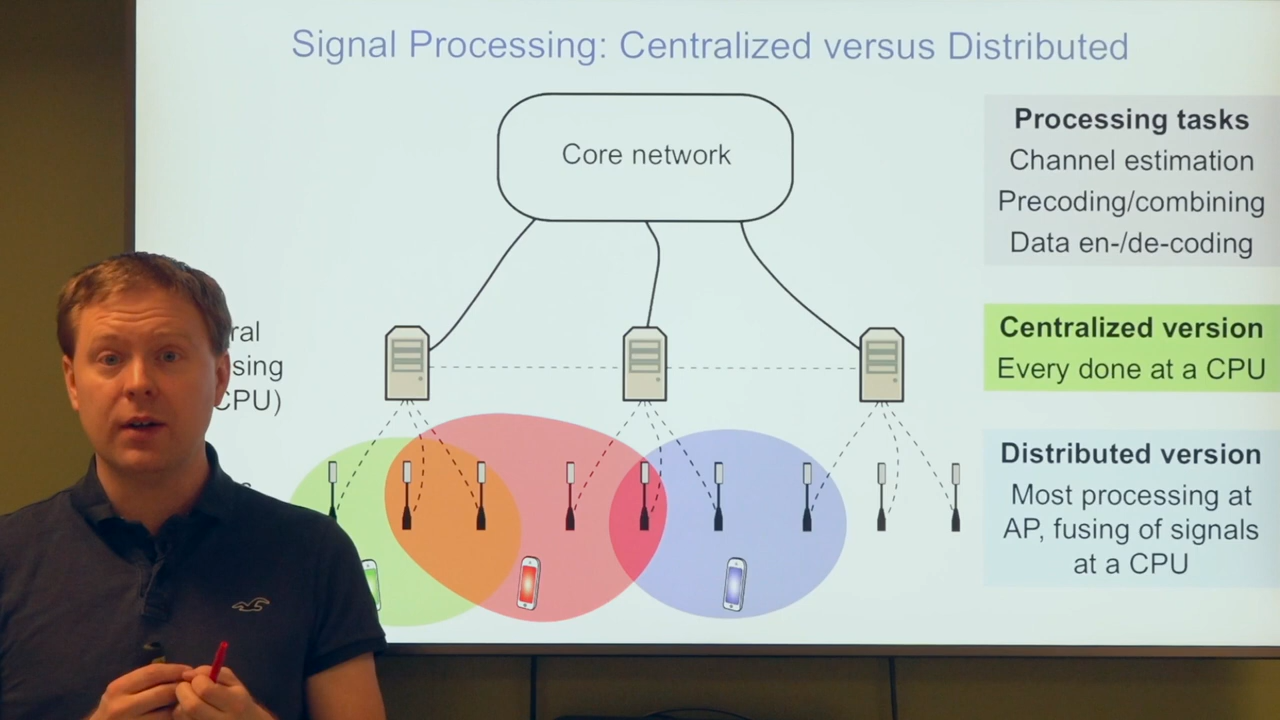 Signal Processing: Centralized versus Distributed
Core network
Processing tasks
Channel estimation
Precoding/combining
Data en-/de-coding
Centralized version
Every done at a CPU
Distributed version
Most processing at
AP, fusing of signals
at a CPU
CPU)